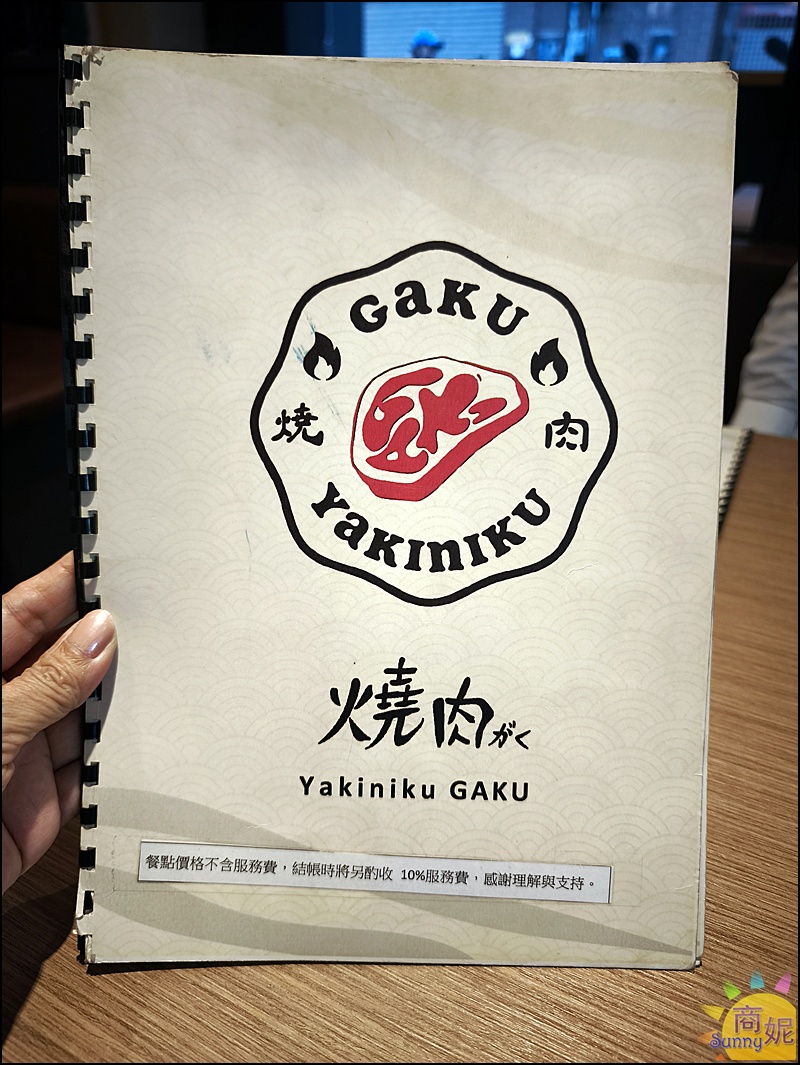 GaKU
燒 肉
YaKINIKU
燒肉がく
Yakiniku GAKU
餐點價格不含服務費，結帳時將另酌收 10%服務費，感謝理解與支持。
商妮
Sunny